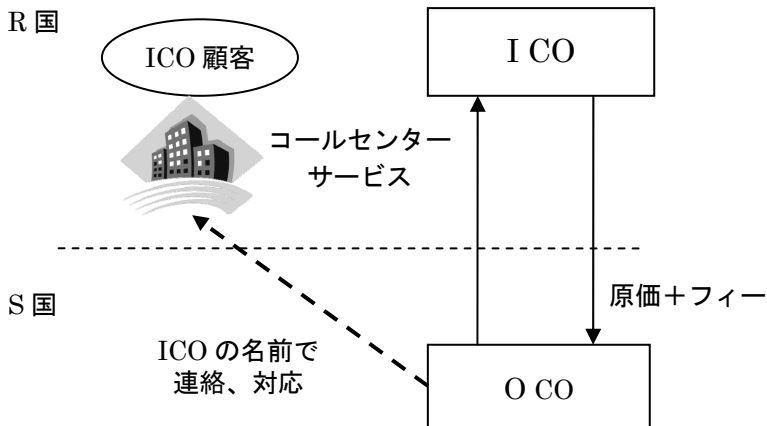 R 国
ICO 顧客
I CO
コールセンター
サービス
S 国
原価＋フィー
ICO の名前で
連絡、対応
O CO